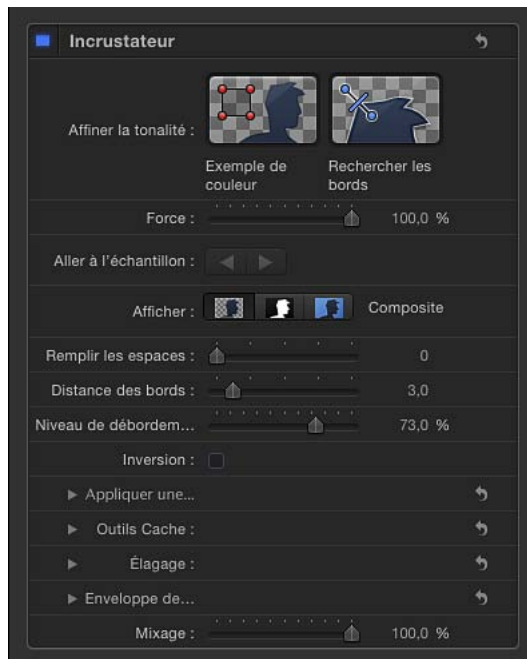 Incrustateur
Affiner la tonalité :
Exemple de couleur
Rechercher les bords
Force : 100,0 %
Aller à l'échantillon :
Afficher : Composite
Remplir les espaces : 0
Distance des bords : 3,0
Niveau de débordem... 73,0 %
Inversion :
Appliquer une...
Outils Cache :
Élagage :
Enveloppe de...
Mixage : 100,0 %